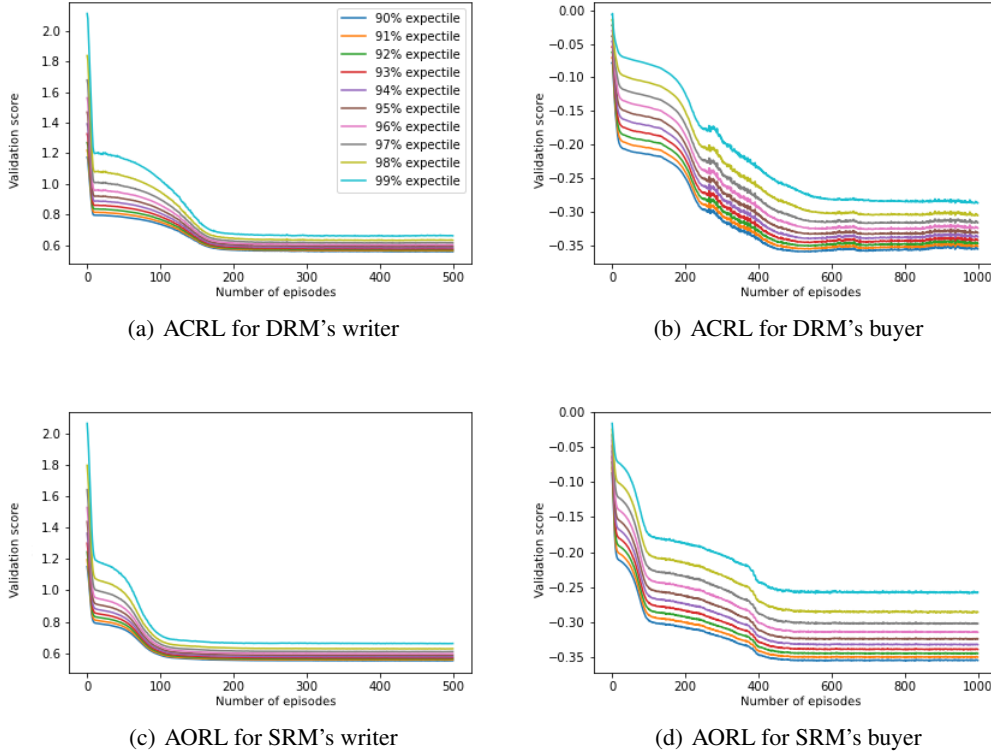 2.0
1.8
1.6
1.4
1.2
1.0
0.8
0.6
Validation score
0
100
200
300
400
500
Number of episodes
90% expectile
91% expectile
92% expectile
93% expectile
94% expectile
95% expectile
96% expectile
97% expectile
98% expectile
99% expectile
(a) ACRL for DRM's writer
0.00
−0.05
−0.10
−0.15
−0.20
−0.25
−0.30
−0.35
Validation score
0
200
400
600
800
1000
Number of episodes
(b) ACRL for DRM's buyer
2.0
1.8
1.6
1.4
1.2
1.0
0.8
0.6
Validation score
0
100
200
300
400
500
Number of episodes
(c) AORL for SRM's writer
0.00
−0.05
−0.10
−0.15
−0.20
−0.25
−0.30
−0.35
Validation score
0
200
400
600
800
1000
Number of episodes
(d) AORL for SRM's buyer